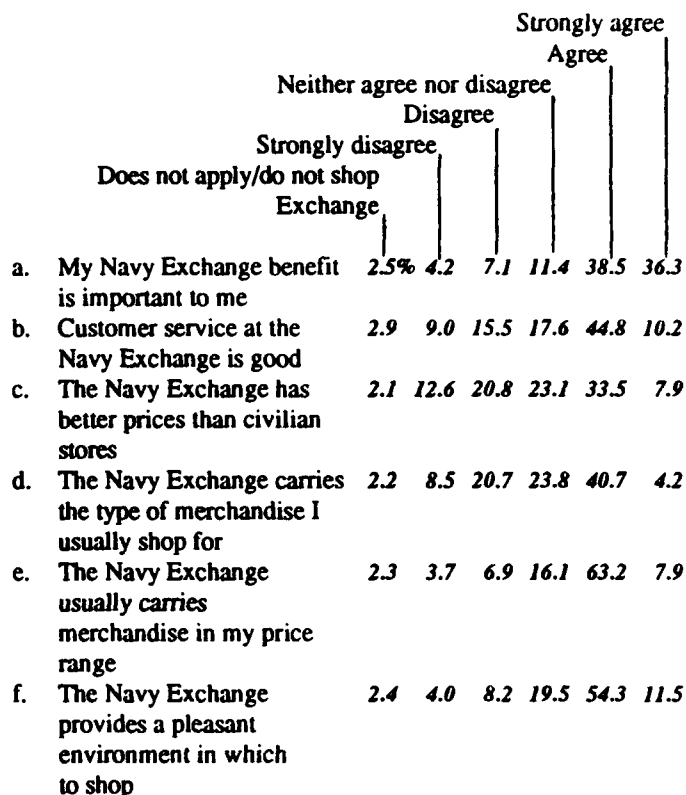 Strongly agree
Agree
Neither agree nor disagree
Disagree
Strongly disagree
Does not apply/do not shop
Exchange
a. My Navy Exchange benefit 2.5% 4.2 7.1 11.4 38.5 36.3
is important to me
b. Customer service at the 2.9 9.0 15.5 17.6 44.8 10.2
Navy Exchange is good
c. The Navy Exchange has 2.1 12.6 20.8 23.1 33.5 7.9
better prices than civilian
stores
d. The Navy Exchange carries 2.2 8.5 20.7 23.8 40.7 4.2
the type of merchandise I
usually shop for
e. The Navy Exchange 2.3 3.7 6.9 16.1 63.2 7.9
usually carries
merchandise in my price
range
f. The Navy Exchange 2.4 4.0 8.2 19.5 54.3 11.5
provides a pleasant
environment in which
to shop